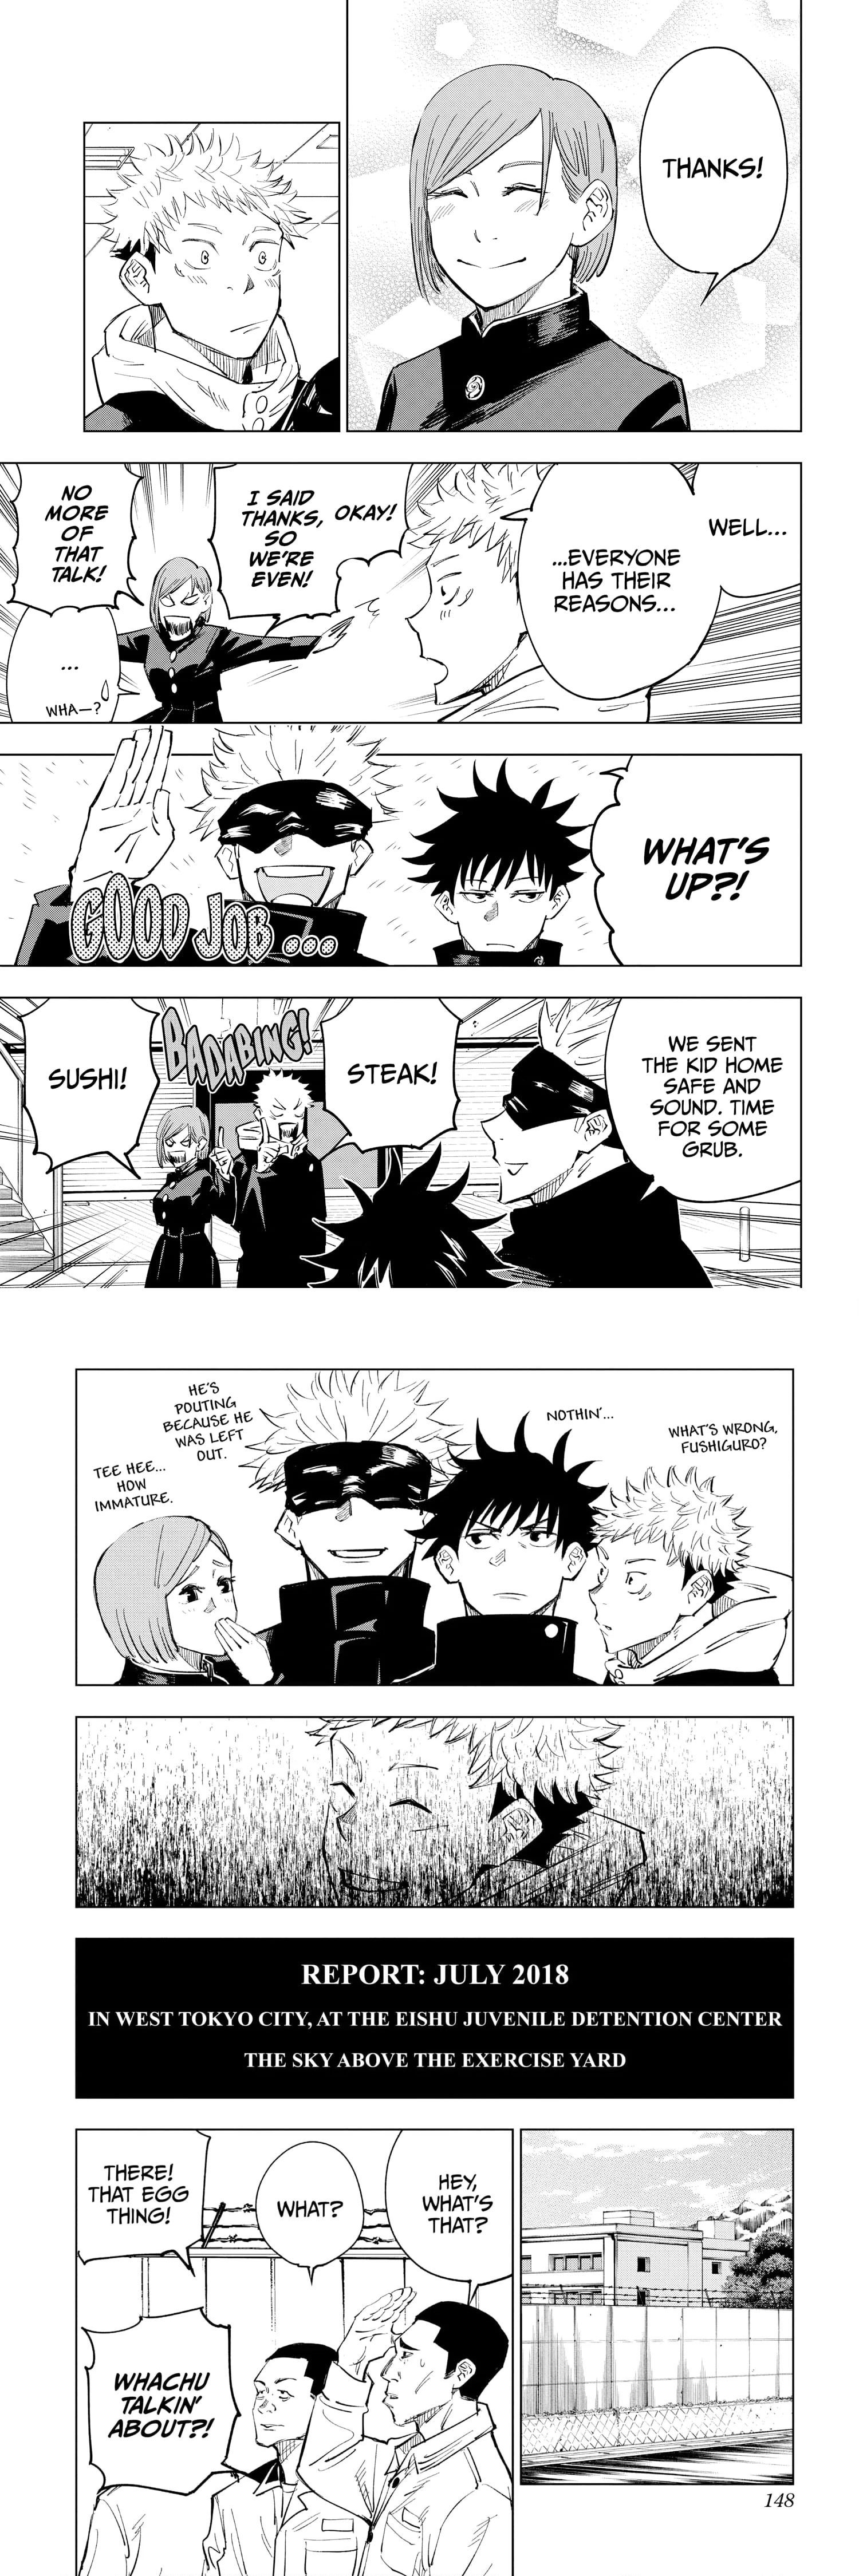 THANKS!
WELL...
...EVERYONE
HAS THEIR
REASONS...
OKAY!
I SAID
THANKS,
SO
WE'RE
EVEN!
NO
MORE
OF
THAT
TALK!
...
WHA—?
WHAT'S
UP?!
GOOD JOB ...
WE SENT
THE KID HOME
SAFE AND
SOUND. TIME
FOR SOME
GRUB.
STEAK!
BADABING!
SUSHI!
WHAT'S WRONG,
FUSHIGURO?
NOTHIN'...
HE'S
POUTING
BECAUSE HE
WAS LEFT
OUT.
TEE HEE...
HOW
IMMATURE.
REPORT: JULY 2018
IN WEST TOKYO CITY, AT THE EISHU JUVENILE DETENTION CENTER
THE SKY ABOVE THE EXERCISE YARD
HEY,
WHAT'S
THAT?
WHAT?
THERE!
THAT EGG
THING!
WHACHU
TALKIN'
ABOUT?!
148